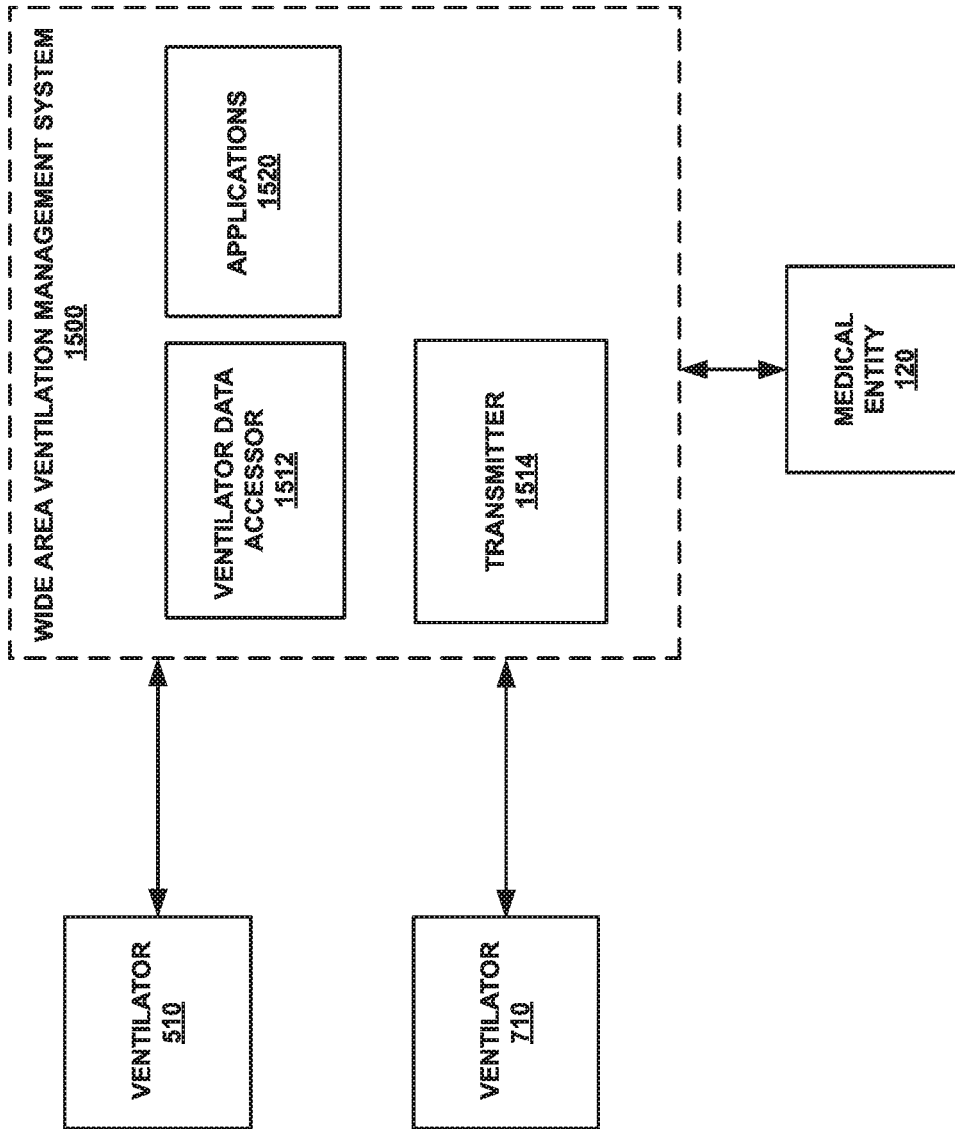 WIDE AREA VENTILATION MANAGEMENT SYSTEM
1500
VENTILATOR
510
VENTILATOR DATA
ACCESSOR
1512
APPLICATIONS
1520
VENTILATOR
710
TRANSMITTER
1514
MEDICAL
ENTITY
120